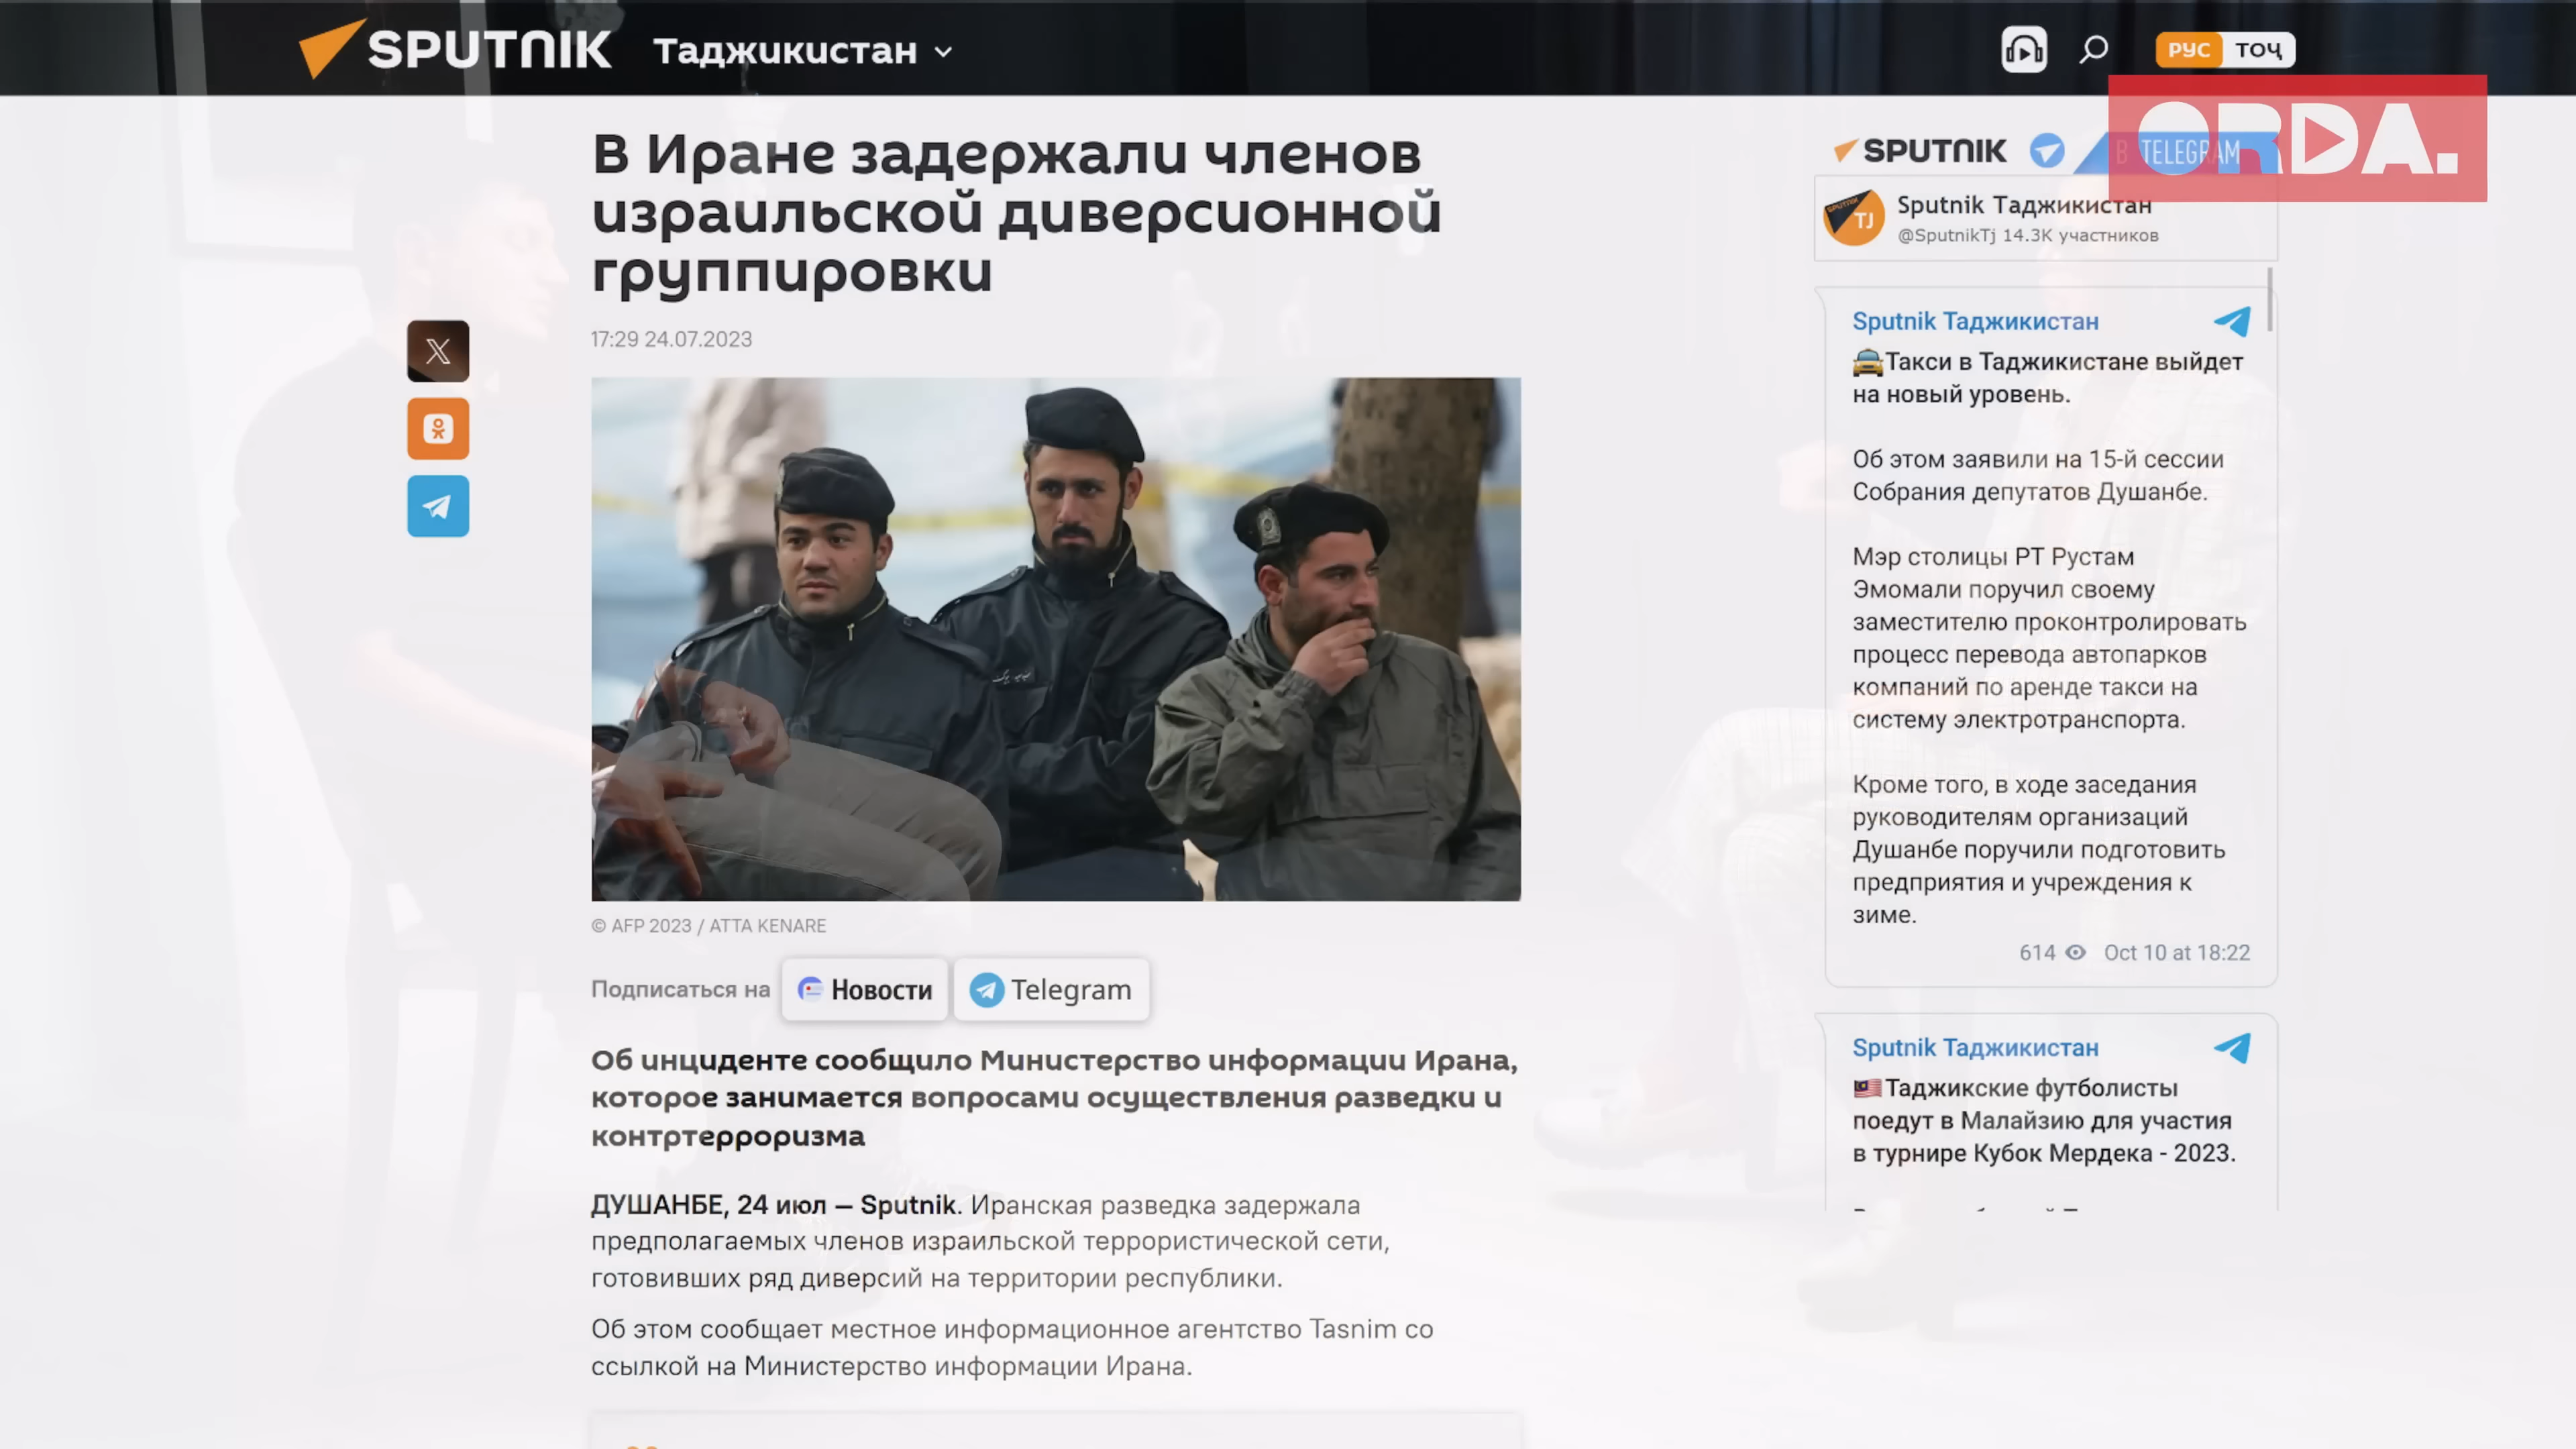 SPUTNIK Таджикистан
РУС ТОҶ
ORDA.
В Иране задержали членов
израильской диверсионной
группировки
17:29 24.07.2023
© AFP 2023 / ATTA KENARE
Подписаться на Новости Telegram
Об инциденте сообщило Министерство информации Ирана,
которое занимается вопросами осуществления разведки и
контртерроризма
ДУШАНБЕ, 24 июл – Sputnik. Иранская разведка задержала
предполагаемых членов израильской террористической сети,
готовивших ряд диверсий на территории республики.
Об этом сообщает местное информационное агентство Tasnim со
ссылкой на Министерство информации Ирана.
SPUTNIK В TELEGRAM
TJ
Sputnik Таджикистан
@SputnikTj 14.3K участников
Sputnik Таджикистан
Такси в Таджикистане выйдет
на новый уровень.
Об этом заявили на 15-й сессии
Собрания депутатов Душанбе.
Мэр столицы РТ Рустам
Эмомали поручил своему
заместителю проконтролировать
процесс перевода автопарков
компаний по аренде такси на
систему электротранспорта.
Кроме того, в ходе заседания
руководителям организаций
Душанбе поручили подготовить
предприятия и учреждения к
зиме.
614 Oct 10 at 18:22
Sputnik Таджикистан
Таджикские футболисты
поедут в Малайзию для участия
в турнире Кубок Мердека - 2023.